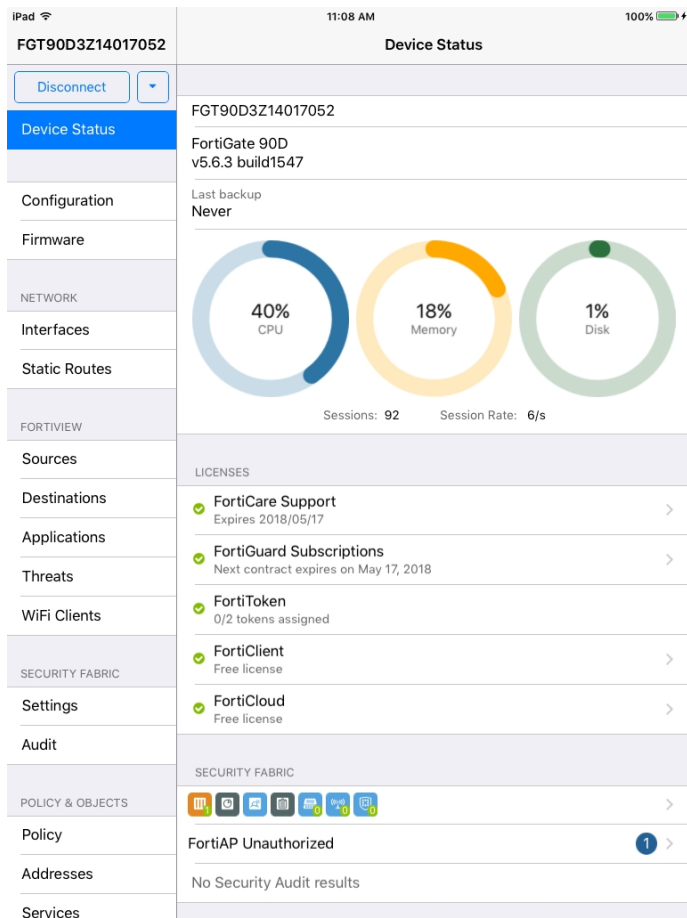 iPad
11:08 AM
100%
FGT90D3Z14017052
Device Status
Disconnect
Device Status
Configuration
Firmware
NETWORK
Interfaces
Static Routes
FORTIVIEW
Sources
Destinations
Applications
Threats
WiFi Clients
SECURITY FABRIC
Settings
Audit
POLICY & OBJECTS
Policy
Addresses
Services
FGT90D3Z14017052
FortiGate 90D
v5.6.3 build1547
Last backup
Never
40%
CPU
18%
Memory
1%
Disk
Sessions: 92 Session Rate: 6/s
LICENSES
FortiCare Support
Expires 2018/05/17
FortiGuard Subscriptions
Next contract expires on May 17, 2018
FortiToken
0/2 tokens assigned
FortiClient
Free license
FortiCloud
Free license
SECURITY FABRIC
1 0 0 0
FortiAP Unauthorized 1
No Security Audit results